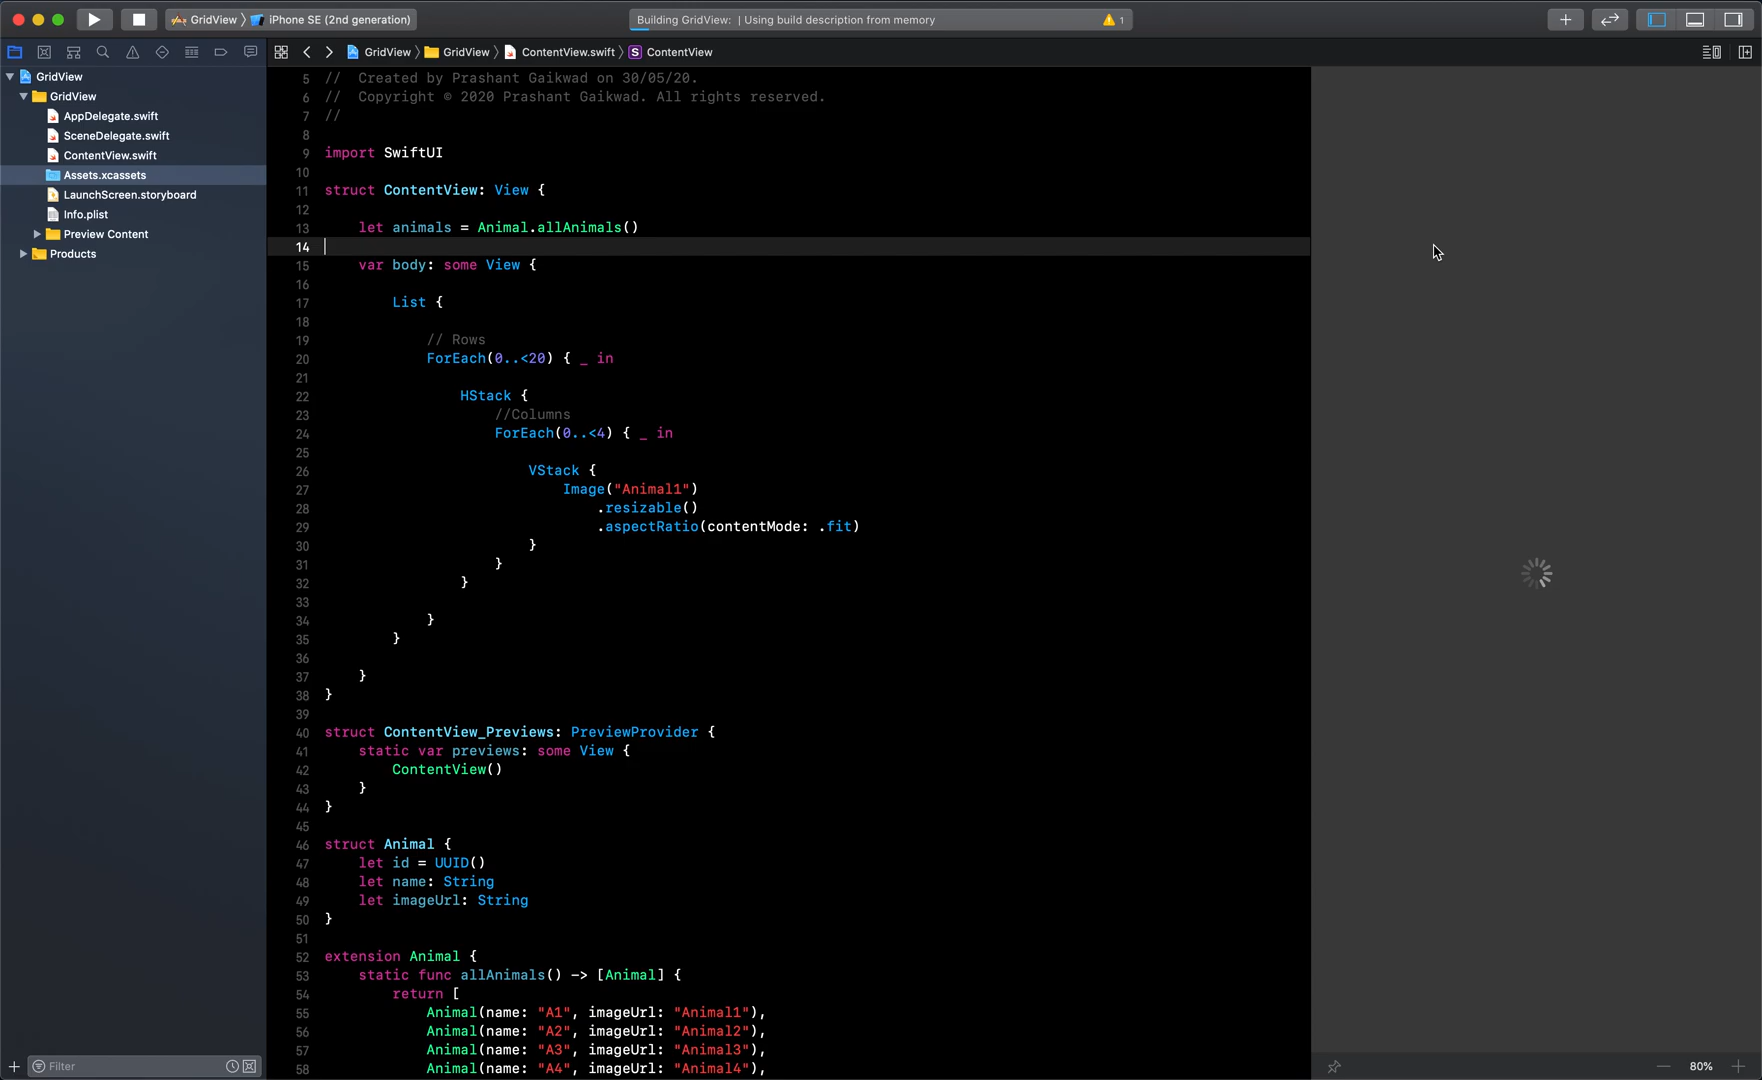 GridView 〉 iPhone SE (2nd generation)
Building GridView: | Using build description from memory
1
GridView 〉 GridView 〉 ContentView.swift 〉 S ContentView
GridView
GridView
AppDelegate.swift
SceneDelegate.swift
ContentView.swift
Assets.xcassets
LaunchScreen.storyboard
Info.plist
Preview Content
Products
Filter
5 //  Created by Prashant Gaikwad on 30/05/20.
6 //  Copyright © 2020 Prashant Gaikwad. All rights reserved.
7 //
8
9 import SwiftUI
10
11 struct ContentView: View {
12
13     let animals = Animal.allAnimals()
14
15     var body: some View {
16
17         List {
18
19             // Rows
20             ForEach(0..<20) { _ in
21
22                 HStack {
23                     //Columns
24                     ForEach(0..<4) { _ in
25
26                         VStack {
27                             Image("Animal1")
28                                 .resizable()
29                                 .aspectRatio(contentMode: .fit)
30                         }
31                     }
32                 }
33
34             }
35         }
36
37     }
38 }
39
40 struct ContentView_Previews: PreviewProvider {
41     static var previews: some View {
42         ContentView()
43     }
44 }
45
46 struct Animal {
47     let id = UUID()
48     let name: String
49     let imageUrl: String
50 }
51
52 extension Animal {
53     static func allAnimals() -> [Animal] {
54         return [
55             Animal(name: "A1", imageUrl: "Animal1"),
56             Animal(name: "A2", imageUrl: "Animal2"),
57             Animal(name: "A3", imageUrl: "Animal3"),
58             Animal(name: "A4", imageUrl: "Animal4"),
80%